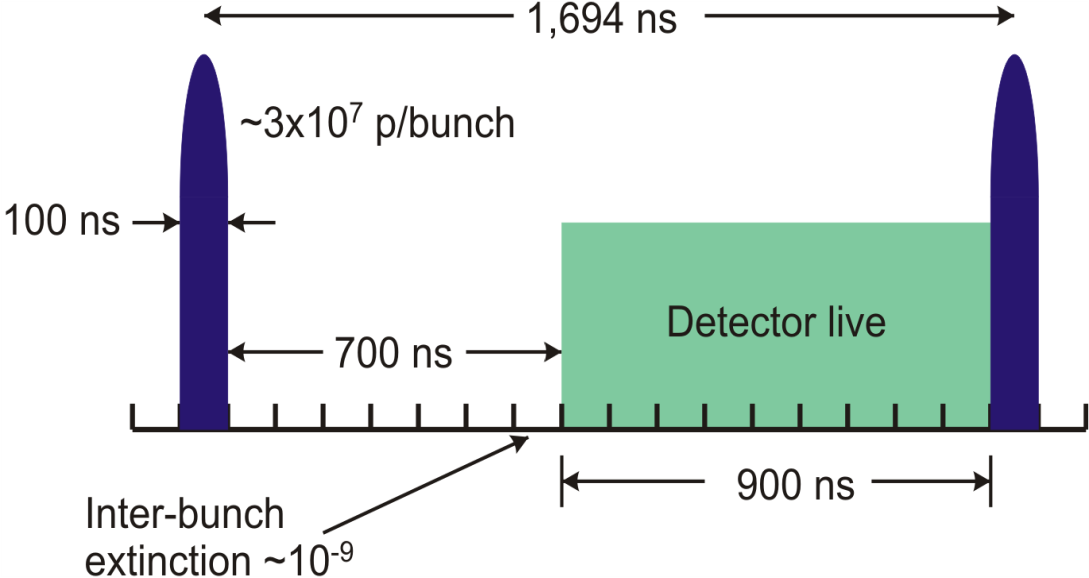 1,694 ns
~3x10⁷ p/bunch
100 ns
Detector live
700 ns
900 ns
Inter-bunch
extinction ~10⁻⁹